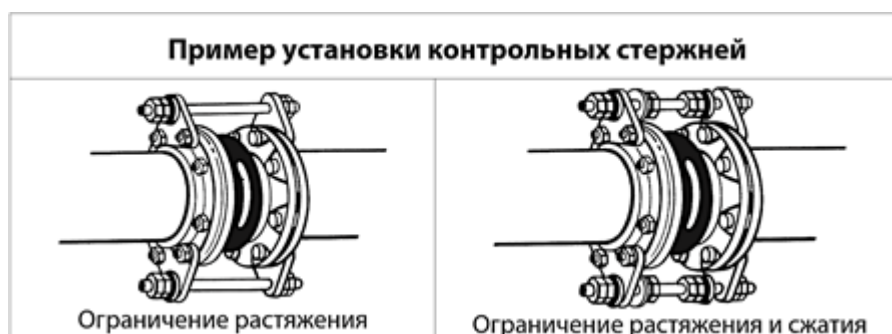 Пример установки контрольных стержней
Ограничение растяжения
Ограничение растяжения и сжатия